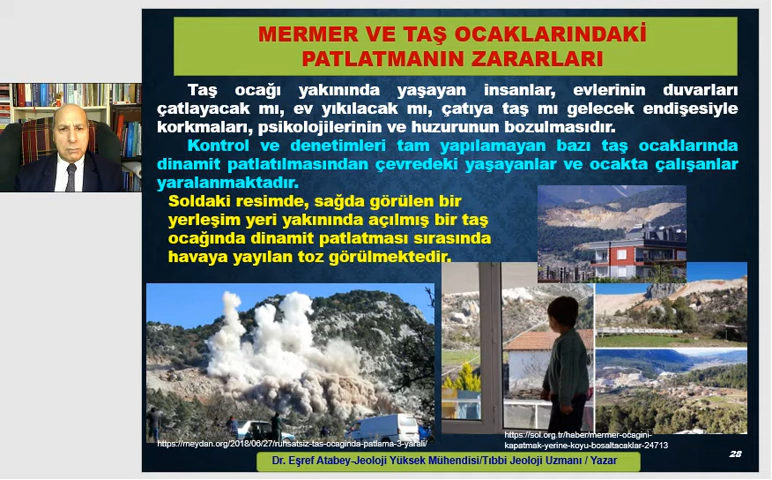 MERMER VE TAŞ OCAKLARINDAKİ
PATLATMANIN ZARARLARI
Taş ocağı yakınında yaşayan insanlar, evlerinin duvarları
çatlayacak mı, ev yıkılacak mı, çatıya taş mı gelecek endişesiyle
korkmaları, psikolojilerinin ve huzurunun bozulmasıdır.
Kontrol ve denetimleri tam yapılamayan bazı taş ocaklarında
dinamit patlatılmasından çevredeki yaşayanlar ve ocakta çalışanlar
yaralanmaktadır.
Soldaki resimde, sağda görülen bir
yerleşim yeri yakınında açılmış bir taş
ocağında dinamit patlatması sırasında
havaya yayılan toz görülmektedir.
https://meydan.org/2018/06/27/ruhsatsiz-tas-ocaginda-patlama-3-yarali/
https://sol.org.tr/haber/mermer-ocagini-
kapatmak-yerine-koyu-bosaltacaklar-24713
28
Dr. Eşref Atabey-Jeoloji Yüksek Mühendisi/Tıbbi Jeoloji Uzmanı / Yazar